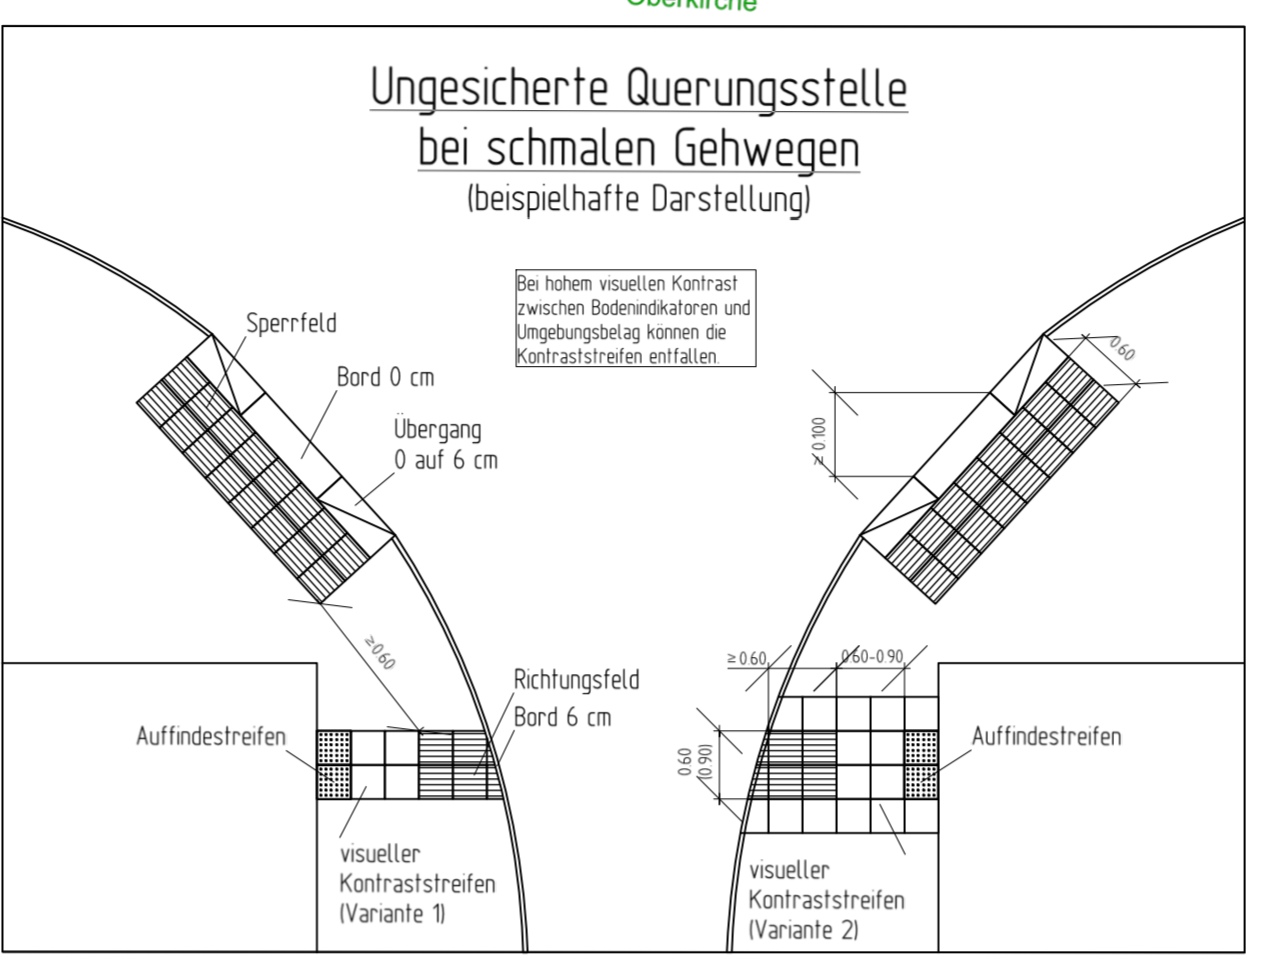 Oberkirche
Ungesicherte Querungsstelle
bei schmalen Gehwegen
(beispielhafte Darstellung)
Bei hohem visuellen Kontrast
zwischen Bodenindikatoren und
Umgebungsbelag können die
Kontraststreifen entfallen.
Sperrfeld
Bord 0 cm
Übergang
0 auf 6 cm
0.60
≥ 0.100
≥0.60
Richtungsfeld
Bord 6 cm
≥ 0.60
0.60-0.90
Auffindestreifen
0.60
(0.90)
Auffindestreifen
visueller
Kontraststreifen
(Variante 1)
visueller
Kontraststreifen
(Variante 2)